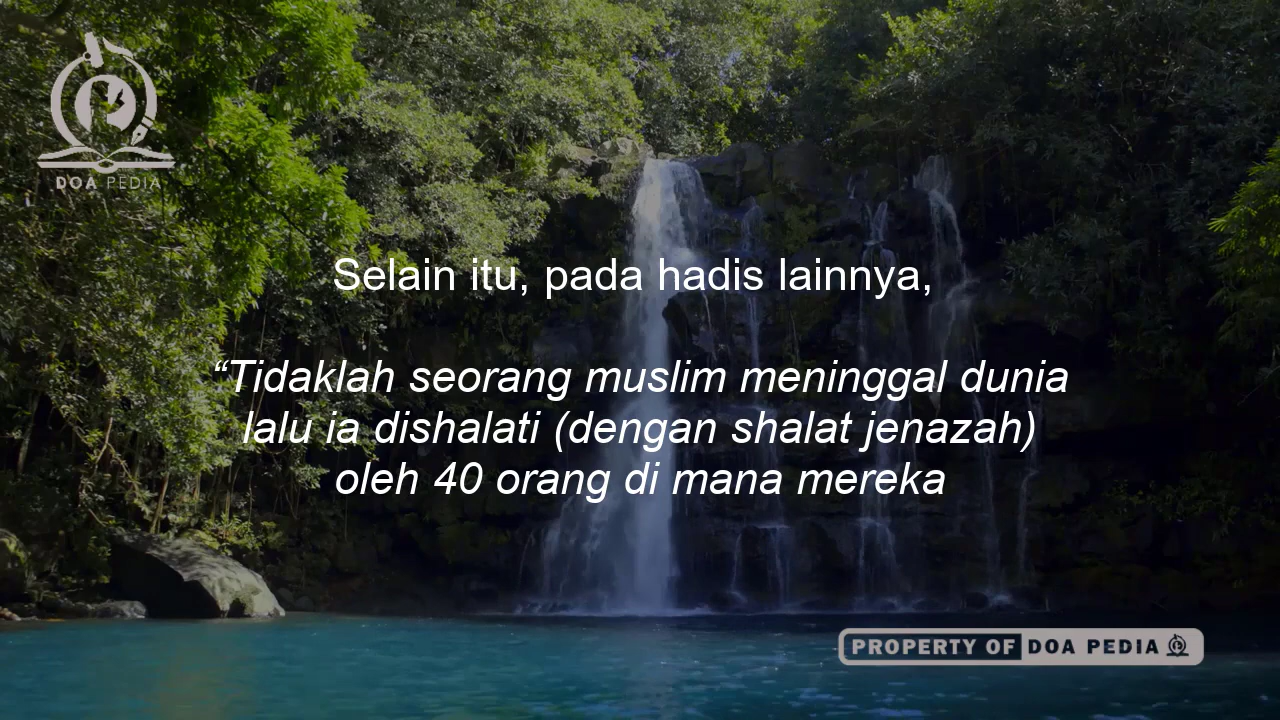 DOA PEDIA
Selain itu, pada hadis lainnya,
“Tidaklah seorang muslim meninggal dunia
lalu ia dishalati (dengan shalat jenazah)
oleh 40 orang di mana mereka
PROPERTY OF DOA PEDIA